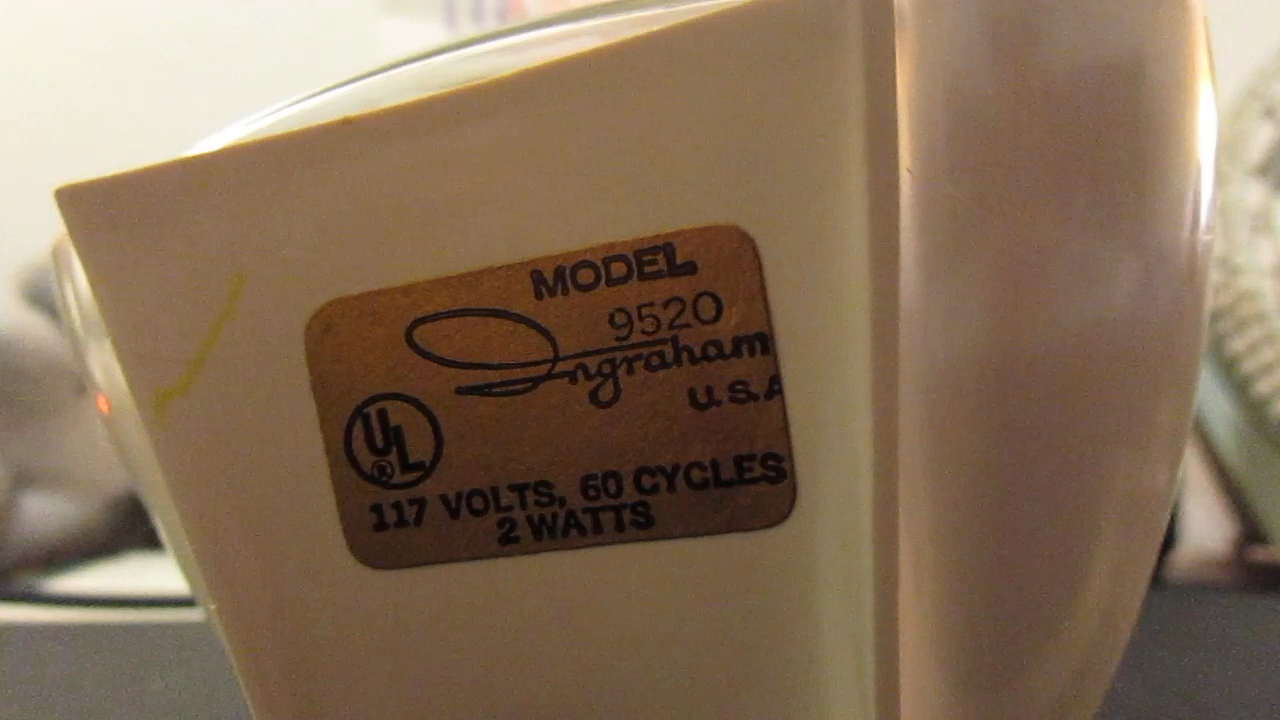 MODEL
9520
Ingraham
U.S.A
UL
®
117 VOLTS, 60 CYCLES
2 WATTS